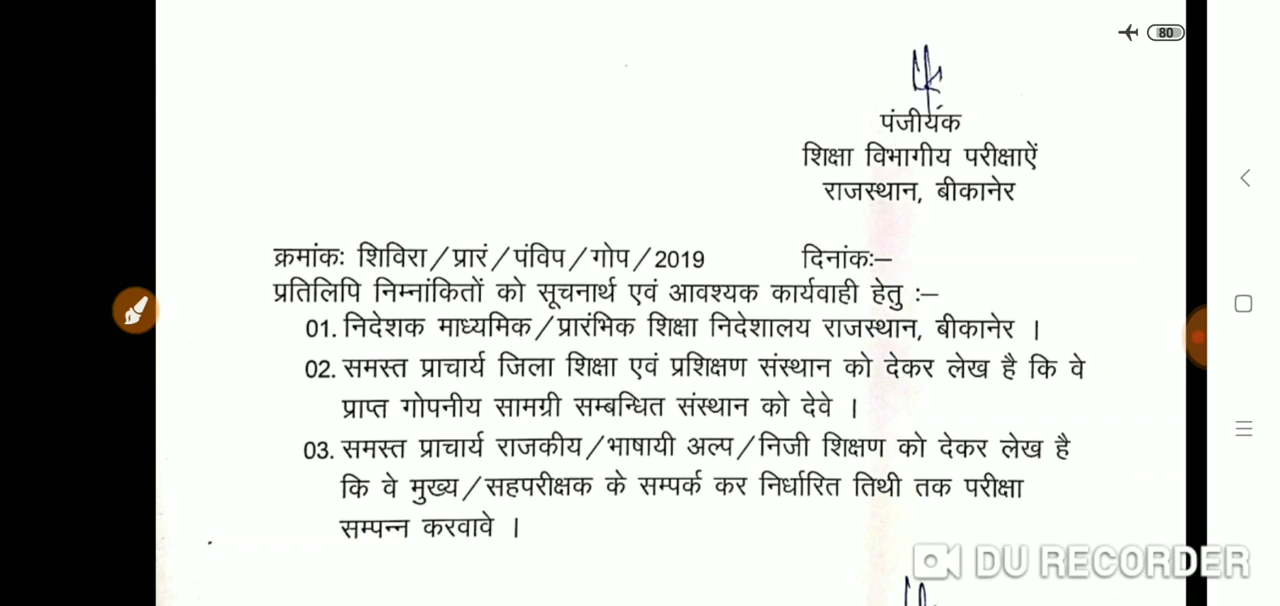 80
पंजीयंक
शिक्षा विभागीय परीक्षाऐं
राजस्थान, बीकानेर
क्रमांकः शिविरा/प्रारं/पंविप/गोप/2019 दिनांकः–
प्रतिलिपि निम्नांकितों को सूचनार्थ एवं आवश्यक कार्यवाही हेतु :–
01. निदेशक माध्यमिक/प्रारंभिक शिक्षा निदेशालय राजस्थान, बीकानेर ।
02. समस्त प्राचार्य जिला शिक्षा एवं प्रशिक्षण संस्थान को देकर लेख है कि वे
प्राप्त गोपनीय सामग्री सम्बन्धित संस्थान को देवे ।
03. समस्त प्राचार्य राजकीय/भाषायी अल्प/निजी शिक्षण को देकर लेख है
कि वे मुख्य/सहपरीक्षक के सम्पर्क कर निर्धारित तिथी तक परीक्षा
सम्पन्न करवावे ।
DU RECORDER